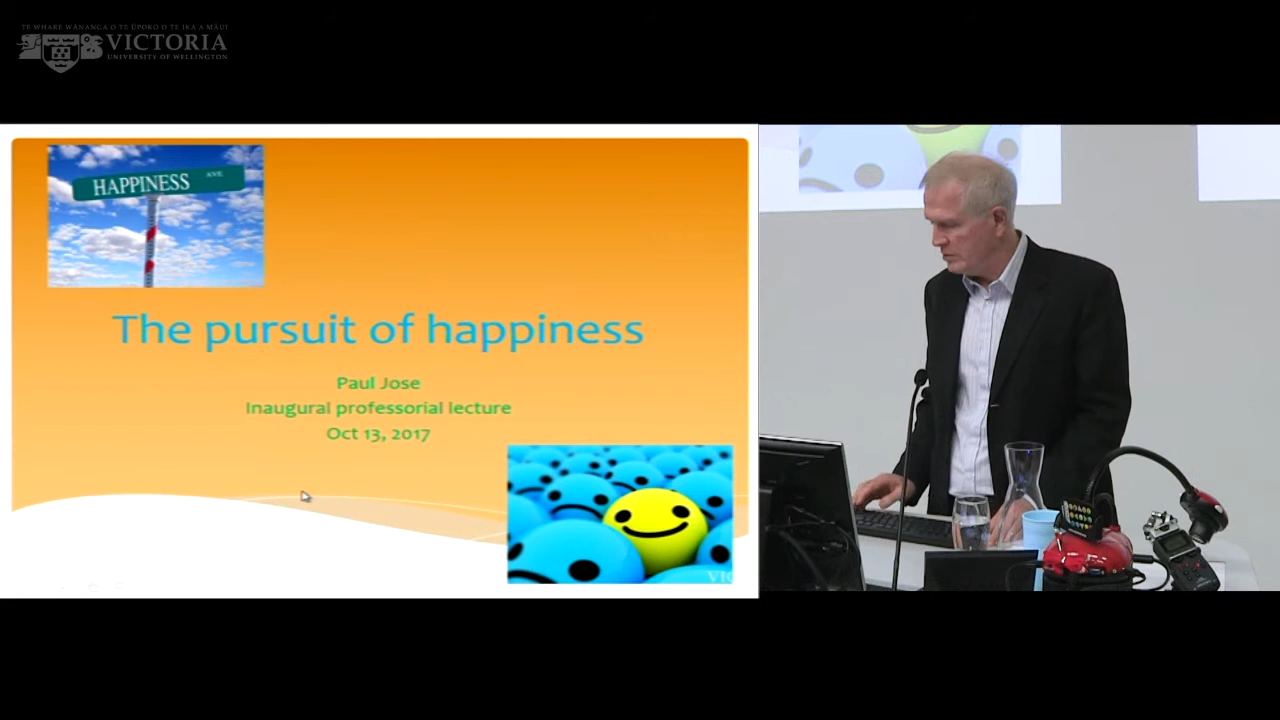 TE WHARE WĀNANGA O TE ŪPOKO O TE IKA A MĀUI
VICTORIA
UNIVERSITY OF WELLINGTON
HAPPINESS AVE
The pursuit of happiness
Paul Jose
Inaugural professorial lecture
Oct 13, 2017
VIC